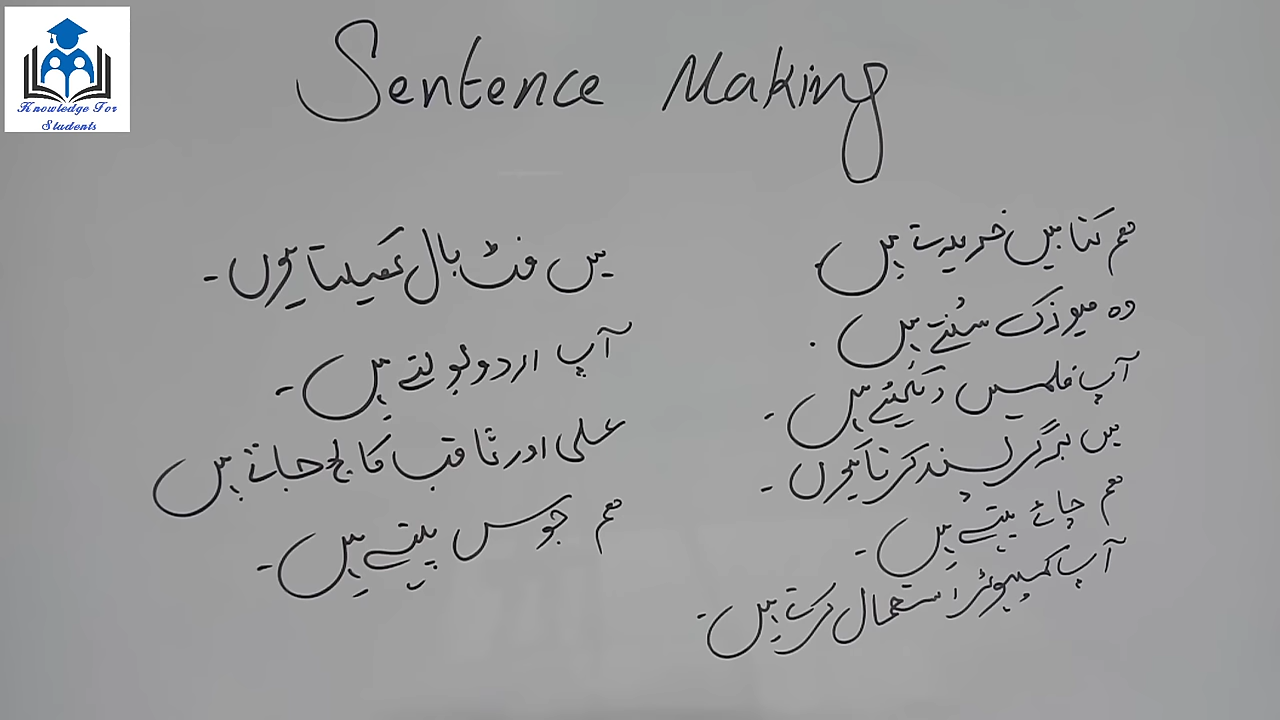 Knowledge For
Students
Sentence Making
ہم کتابیں خریدتے ہیں۔
وہ میوزک سُنتے ہیں۔
آپ فلمیں دیکھتے ہیں۔
میں برگر پسند کرتا ہوں۔
ہم چائے پیتے ہیں۔
آپ کمپیوٹر استعمال کرتے ہیں۔
میں فٹ بال کھیلتا ہوں۔
آپ اردو بولتے ہیں۔
علی اور ثاقب کالج جاتے ہیں
ہم جوس پیتے ہیں۔